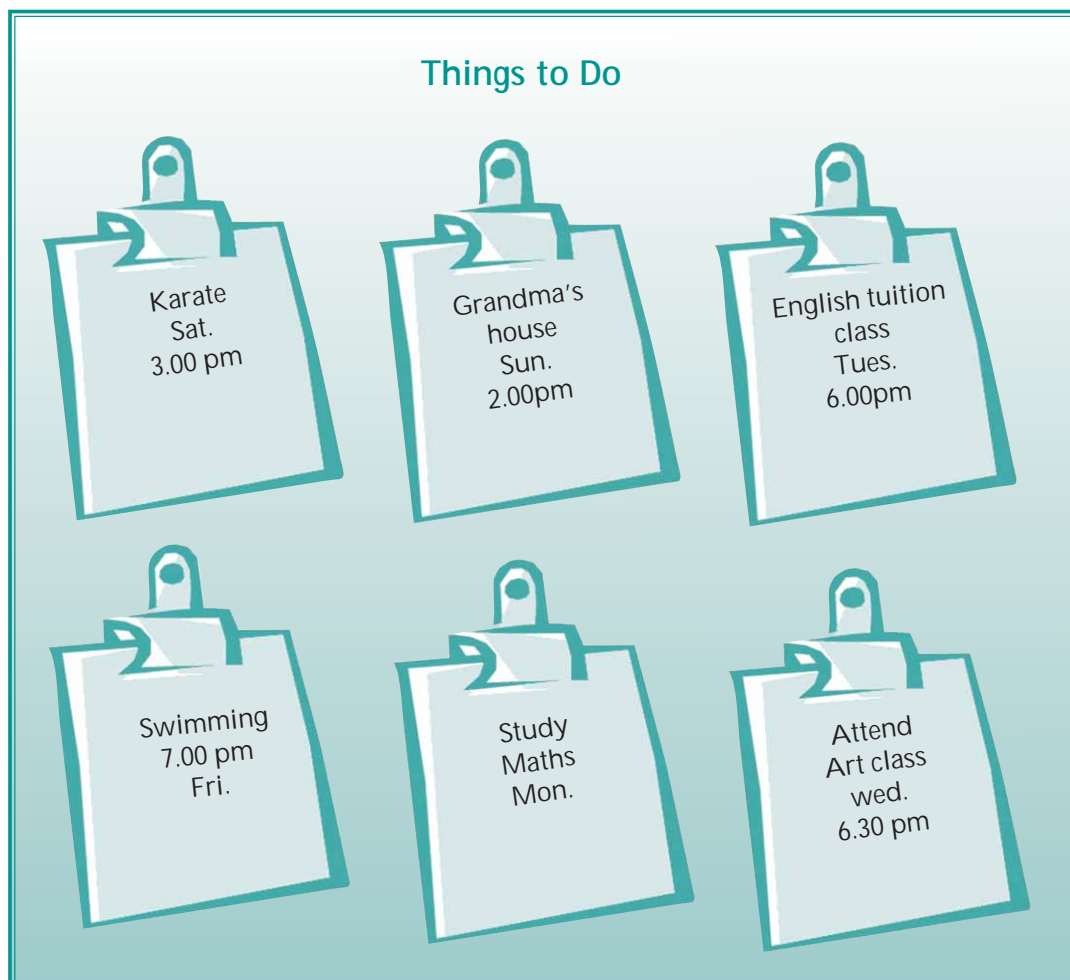 Things to Do
Karate
Sat.
3.00 pm
Grandma's
house
Sun.
2.00pm
English tuition
class
Tues.
6.00pm
Swimming
7.00 pm
Fri.
Study
Maths
Mon.
Attend
Art class
wed.
6.30 pm